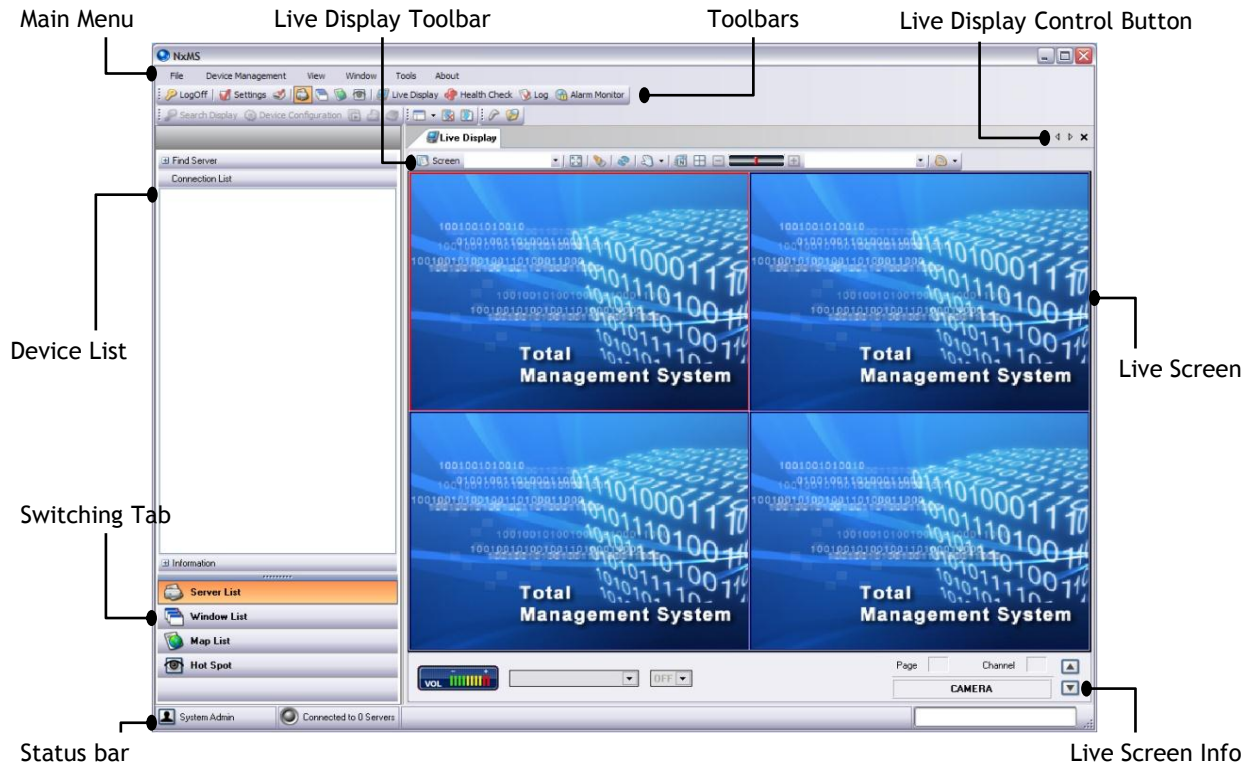 Main Menu
Live Display Toolbar
Toolbars
Live Display Control Button
NxMS
File Device Management View Window Tools About
LogOff Settings Live Display Health Check Log Alarm Monitor
Search Display Device Configuration
Live Display
Find Server
Screen
Connection List
Device List
Live Screen
Total
Management System
Total
Management System
Switching Tab
Information
Server List
Window List
Map List
Hot Spot
Total
Management System
Total
Management System
VOL
OFF
Page Channel
CAMERA
System Admin
Connected to 0 Servers
Status bar
Live Screen Info